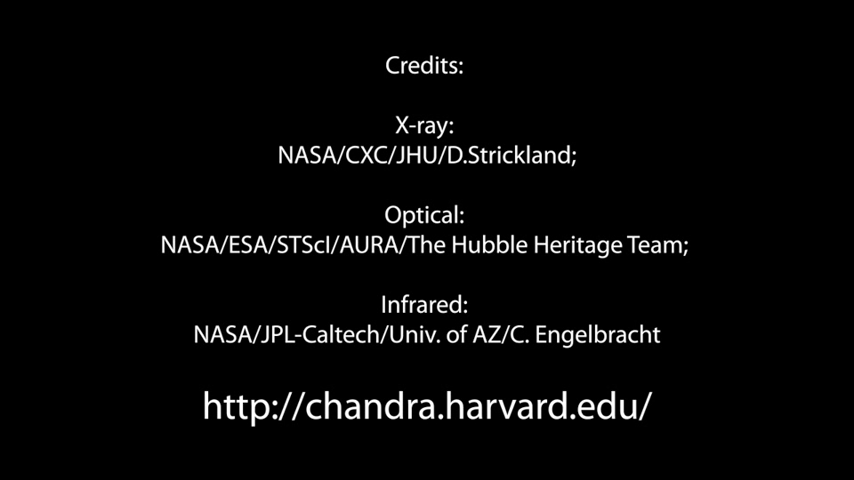 Credits:
X-ray:
NASA/CXC/JHU/D.Strickland;
Optical:
NASA/ESA/STScI/AURA/The Hubble Heritage Team;
Infrared:
NASA/JPL-Caltech/Univ. of AZ/C. Engelbracht
http://chandra.harvard.edu/